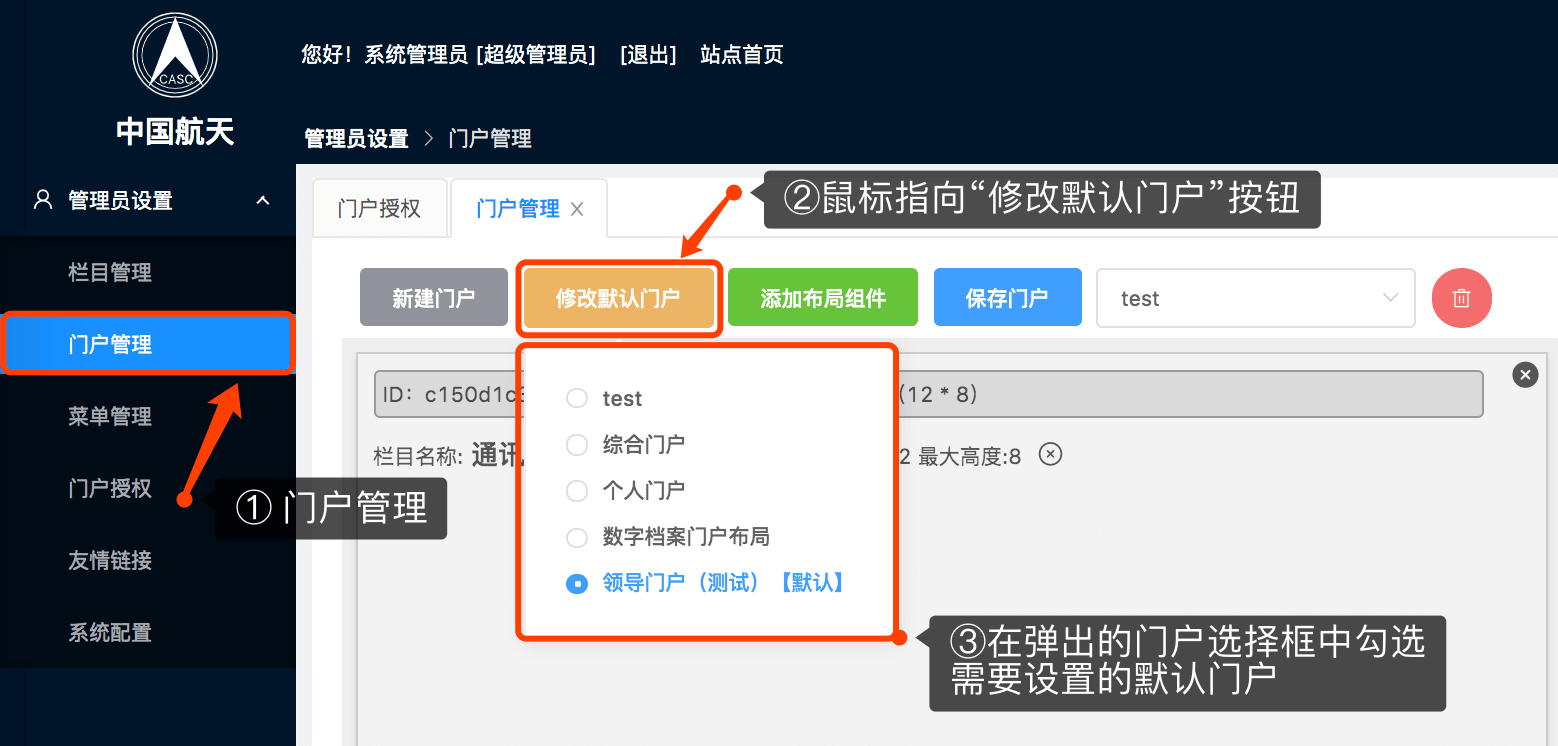 CASC
中国航天
您好！系统管理员 [超级管理员] [退出] 站点首页
管理员设置 > 门户管理
管理员设置
栏目管理
门户管理
菜单管理
门户授权
友情链接
系统配置
① 门户管理
门户授权 门户管理
②鼠标指向“修改默认门户”按钮
新建门户 修改默认门户 添加布局组件 保存门户 test
ID：c150d1c (12 * 8)
test
栏目名称: 通讯 2 最大高度:8
综合门户
个人门户
数字档案门户布局
领导门户（测试）【默认】
③在弹出的门户选择框中勾选
需要设置的默认门户